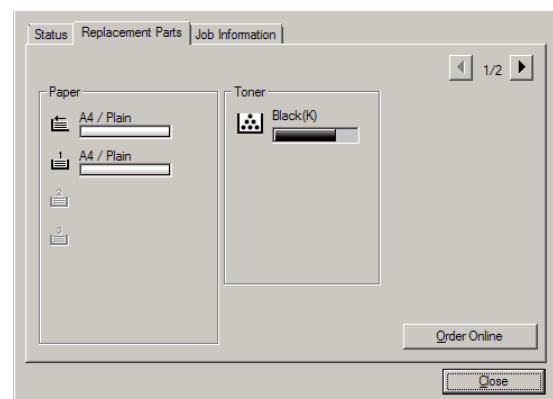 Status Replacement Parts Job Information
1/2
Paper
A4 / Plain
1 A4 / Plain
2
3
Toner
Black(K)
Order Online
Close